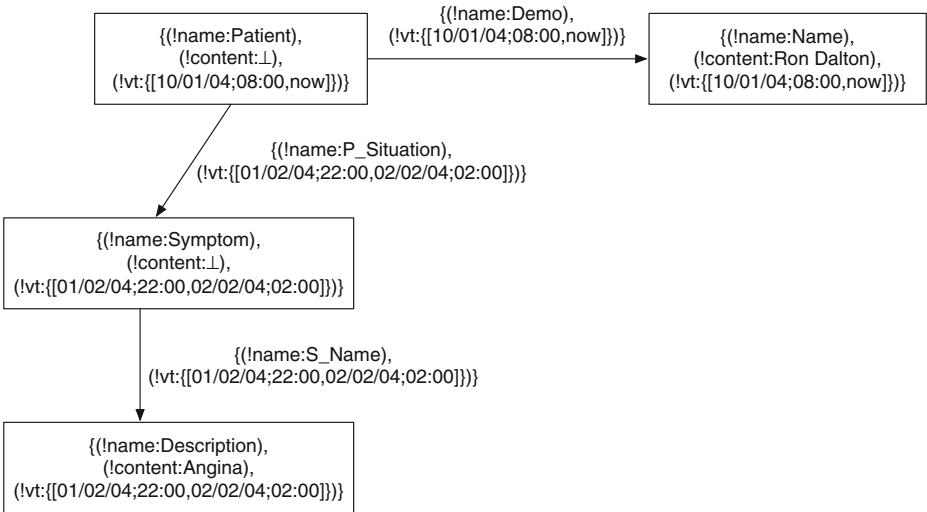 {(!name:Patient),
(!content:⊥),
(!vt:{[10/01/04;08:00,now]})}
{(!name:Demo),
(!vt:{[10/01/04;08:00,now]})}
{(!name:Name),
(!content:Ron Dalton),
(!vt:{[10/01/04;08:00,now]})}
{(!name:P_Situation),
(!vt:{[01/02/04;22:00,02/02/04;02:00]})}
{(!name:Symptom),
(!content:⊥),
(!vt:{[01/02/04;22:00,02/02/04;02:00]})}
{(!name:S_Name),
(!vt:{[01/02/04;22:00,02/02/04;02:00]})}
{(!name:Description),
(!content:Angina),
(!vt:{[01/02/04;22:00,02/02/04;02:00]})}